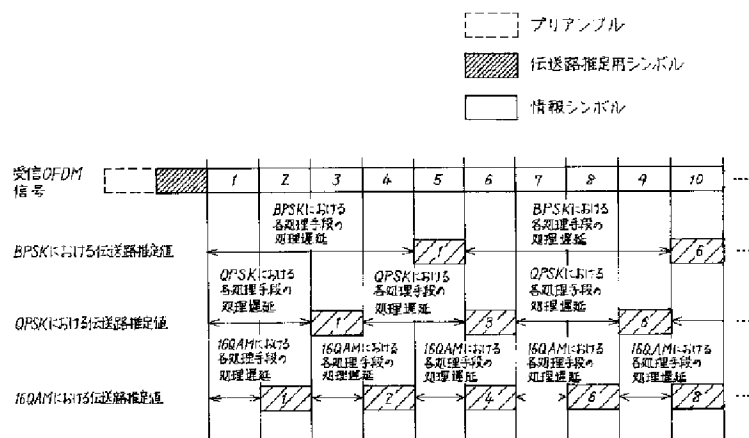 プリアンブル
伝送路推定用シンボル
情報シンボル
受信OFDM
信号
1 2 3 4 5 6 7 8 9 10
BPSKにおける
各処理手段の
処理遅延
BPSKにおける
各処理手段の
処理遅延
BPSKにおける伝送路推定値
1 6
QPSKにおける
各処理手段の
処理遅延
QPSKにおける
各処理手段の
処理遅延
QPSKにおける
各処理手段の
処理遅延
QPSKにおける伝送路推定値
1 3 6
16QAMにおける
各処理手段の
処理遅延
16QAMにおける
各処理手段の
処理遅延
16QAMにおける
各処理手段の
処理遅延
16QAMにおける
各処理手段の
処理遅延
16QAMにおける
各処理手段の
処理遅延
16QAMにおける伝送路推定値
1 2 4 6 8